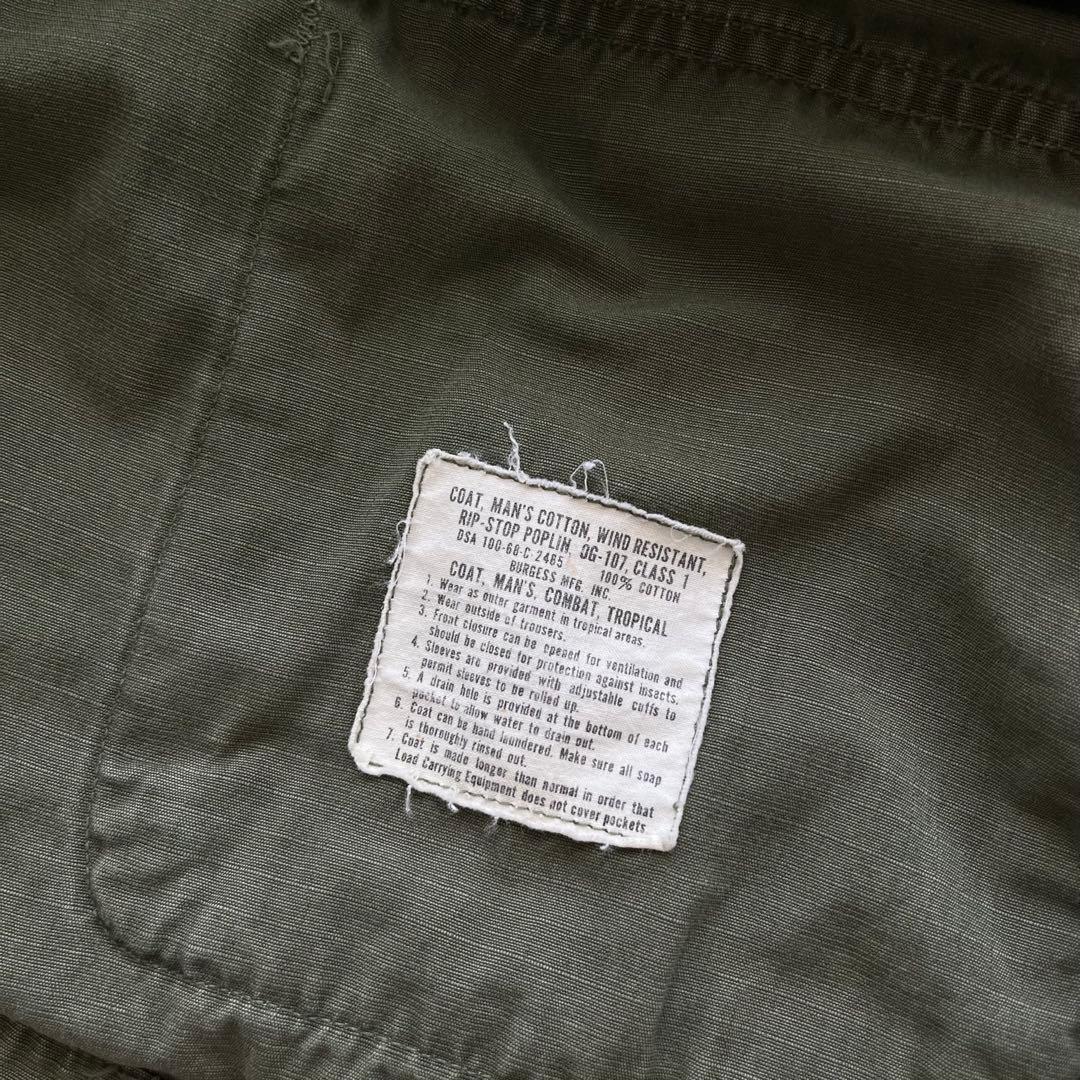 COAT, MAN'S COTTON, WIND RESISTANT,
RIP-STOP POPLIN, OG-107, CLASS 1
DSA 100-68-C-2485 100% COTTON
BURGESS MFG. INC.
COAT, MAN'S, COMBAT, TROPICAL
1. Wear as outer garment in tropical areas.
2. Wear outside of trousers.
3. Front closure can be opened for ventilation and
should be closed for protection against insects.
4. Sleeves are provided with adjustable cuffs to
permit sleeves to be rolled up.
5. A drain hole is provided at the bottom of each
pocket to allow water to drain out.
6. Coat can be hand laundered. Make sure all soap
is thoroughly rinsed out.
7. Coat is made longer than normal in order that
Load Carrying Equipment does not cover pockets